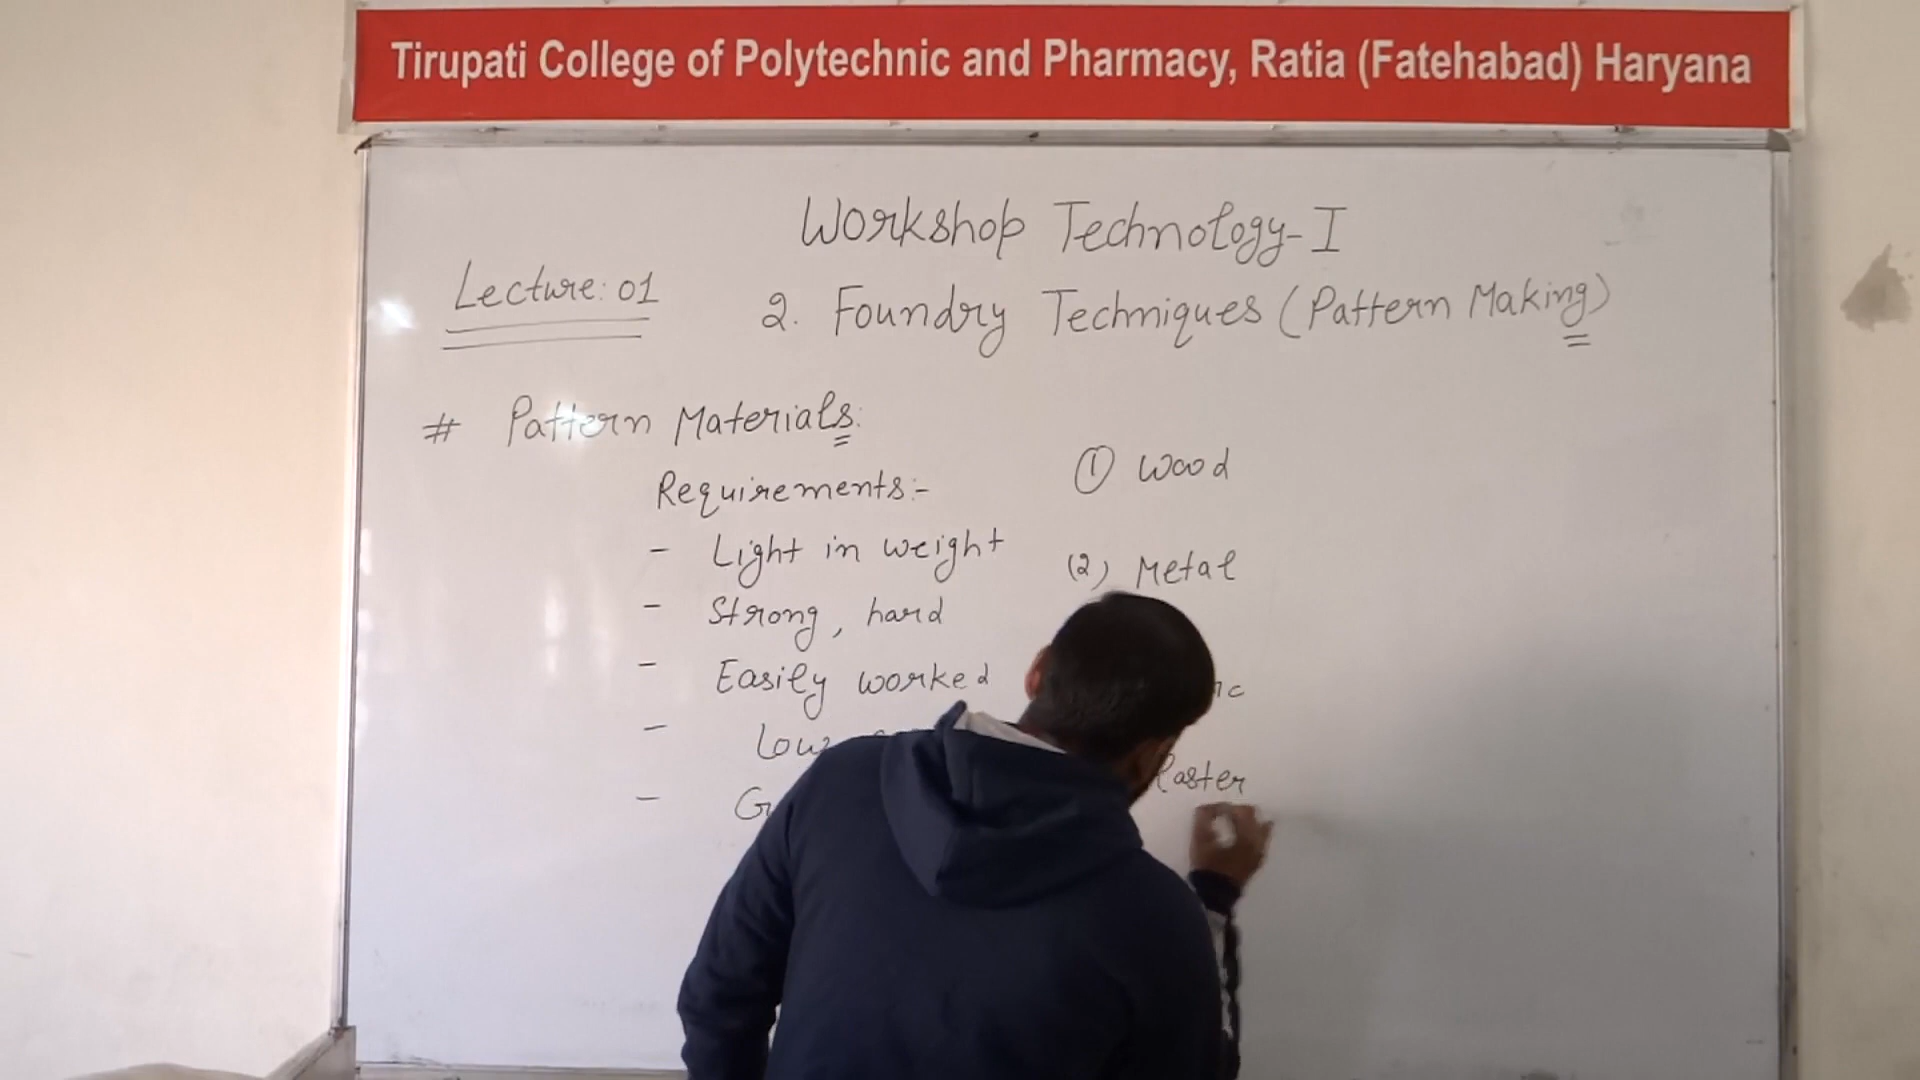 Tirupati College of Polytechnic and Pharmacy, Ratia (Fatehabad) Haryana
Workshop Technology-I
Lecture: 01
2. Foundry Techniques (Pattern Making)
# Pattern Materials:
Requirements:-
- Light in weight
- Strong, hard
- Easily worked
- Low
-
① Wood
(2) Metal